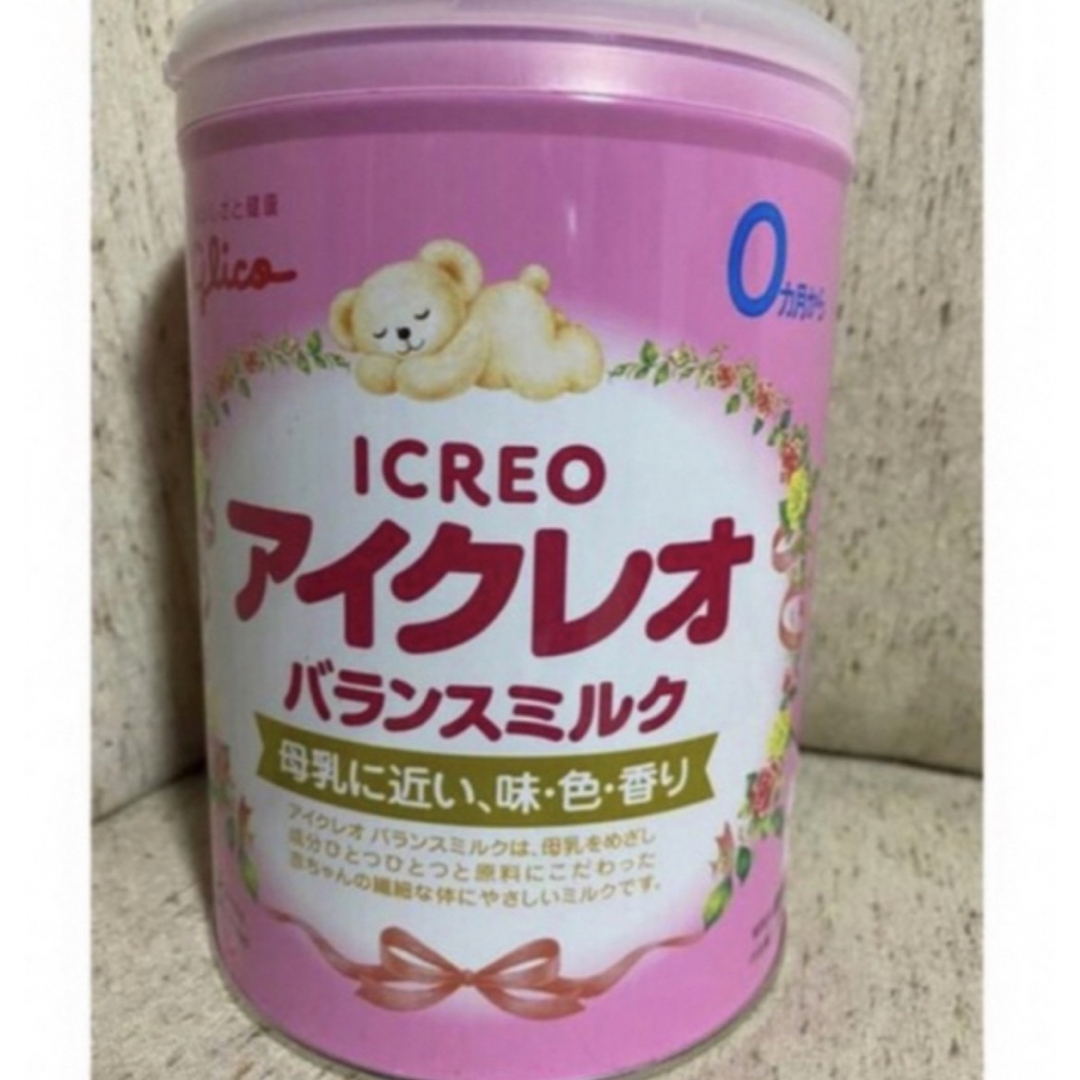 さと健康
Glico
0カ月から
ICREO
アイクレオ
バランスミルク
母乳に近い、味・色・香り
アイクレオ バランスミルクは、母乳をめざし
成分ひとつひとつと原料にこだわった
赤ちゃんの繊細な体にやさしいミルクです。